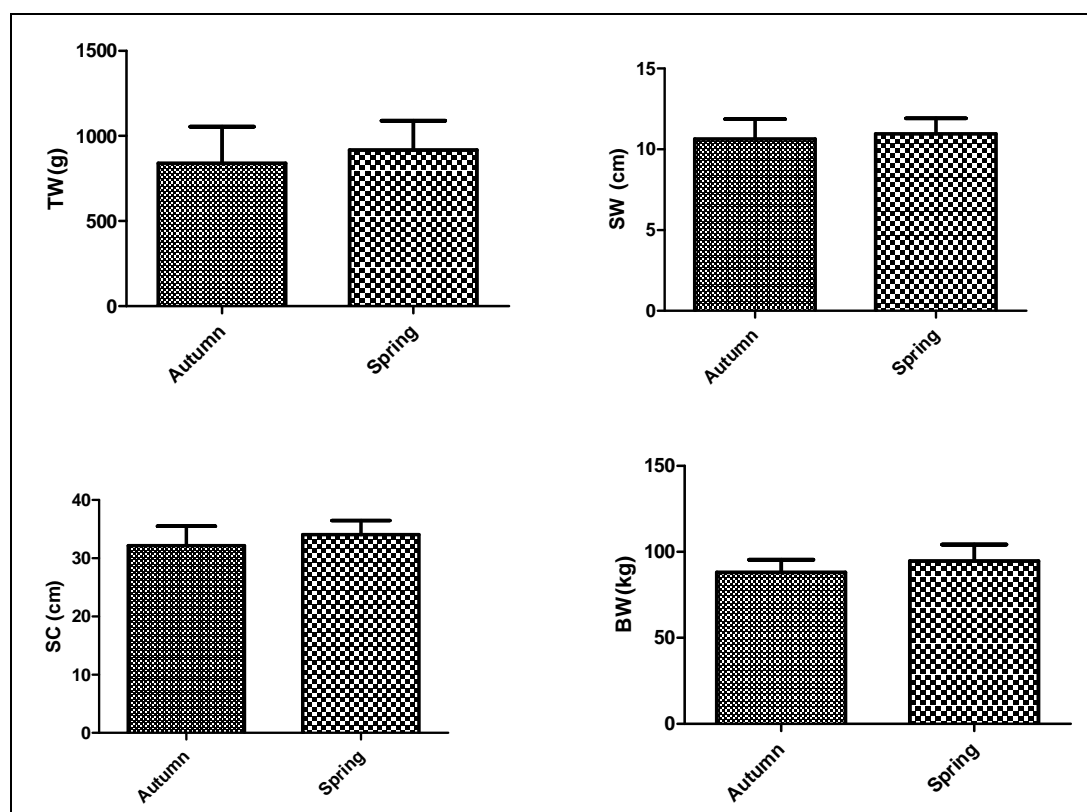 TW(g)
1500
1000
500
0
Autumn
Spring
SW (cm)
15
10
5
0
Autumn
Spring
SC (cm)
40
30
20
10
0
Autumn
Spring
BW(kg)
150
100
50
0
Autumn
Spring